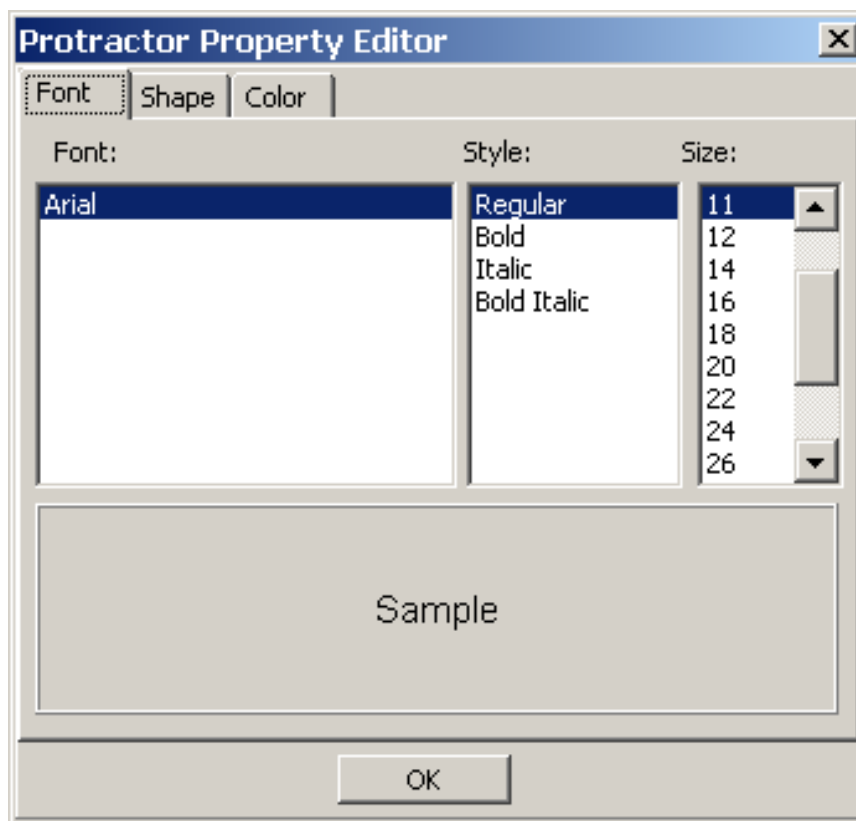 Protractor Property Editor
Font Shape Color
Font: Style: Size:
Arial Regular 11
Bold 12
Italic 14
Bold Italic 16
18
20
22
24
26
Sample
OK